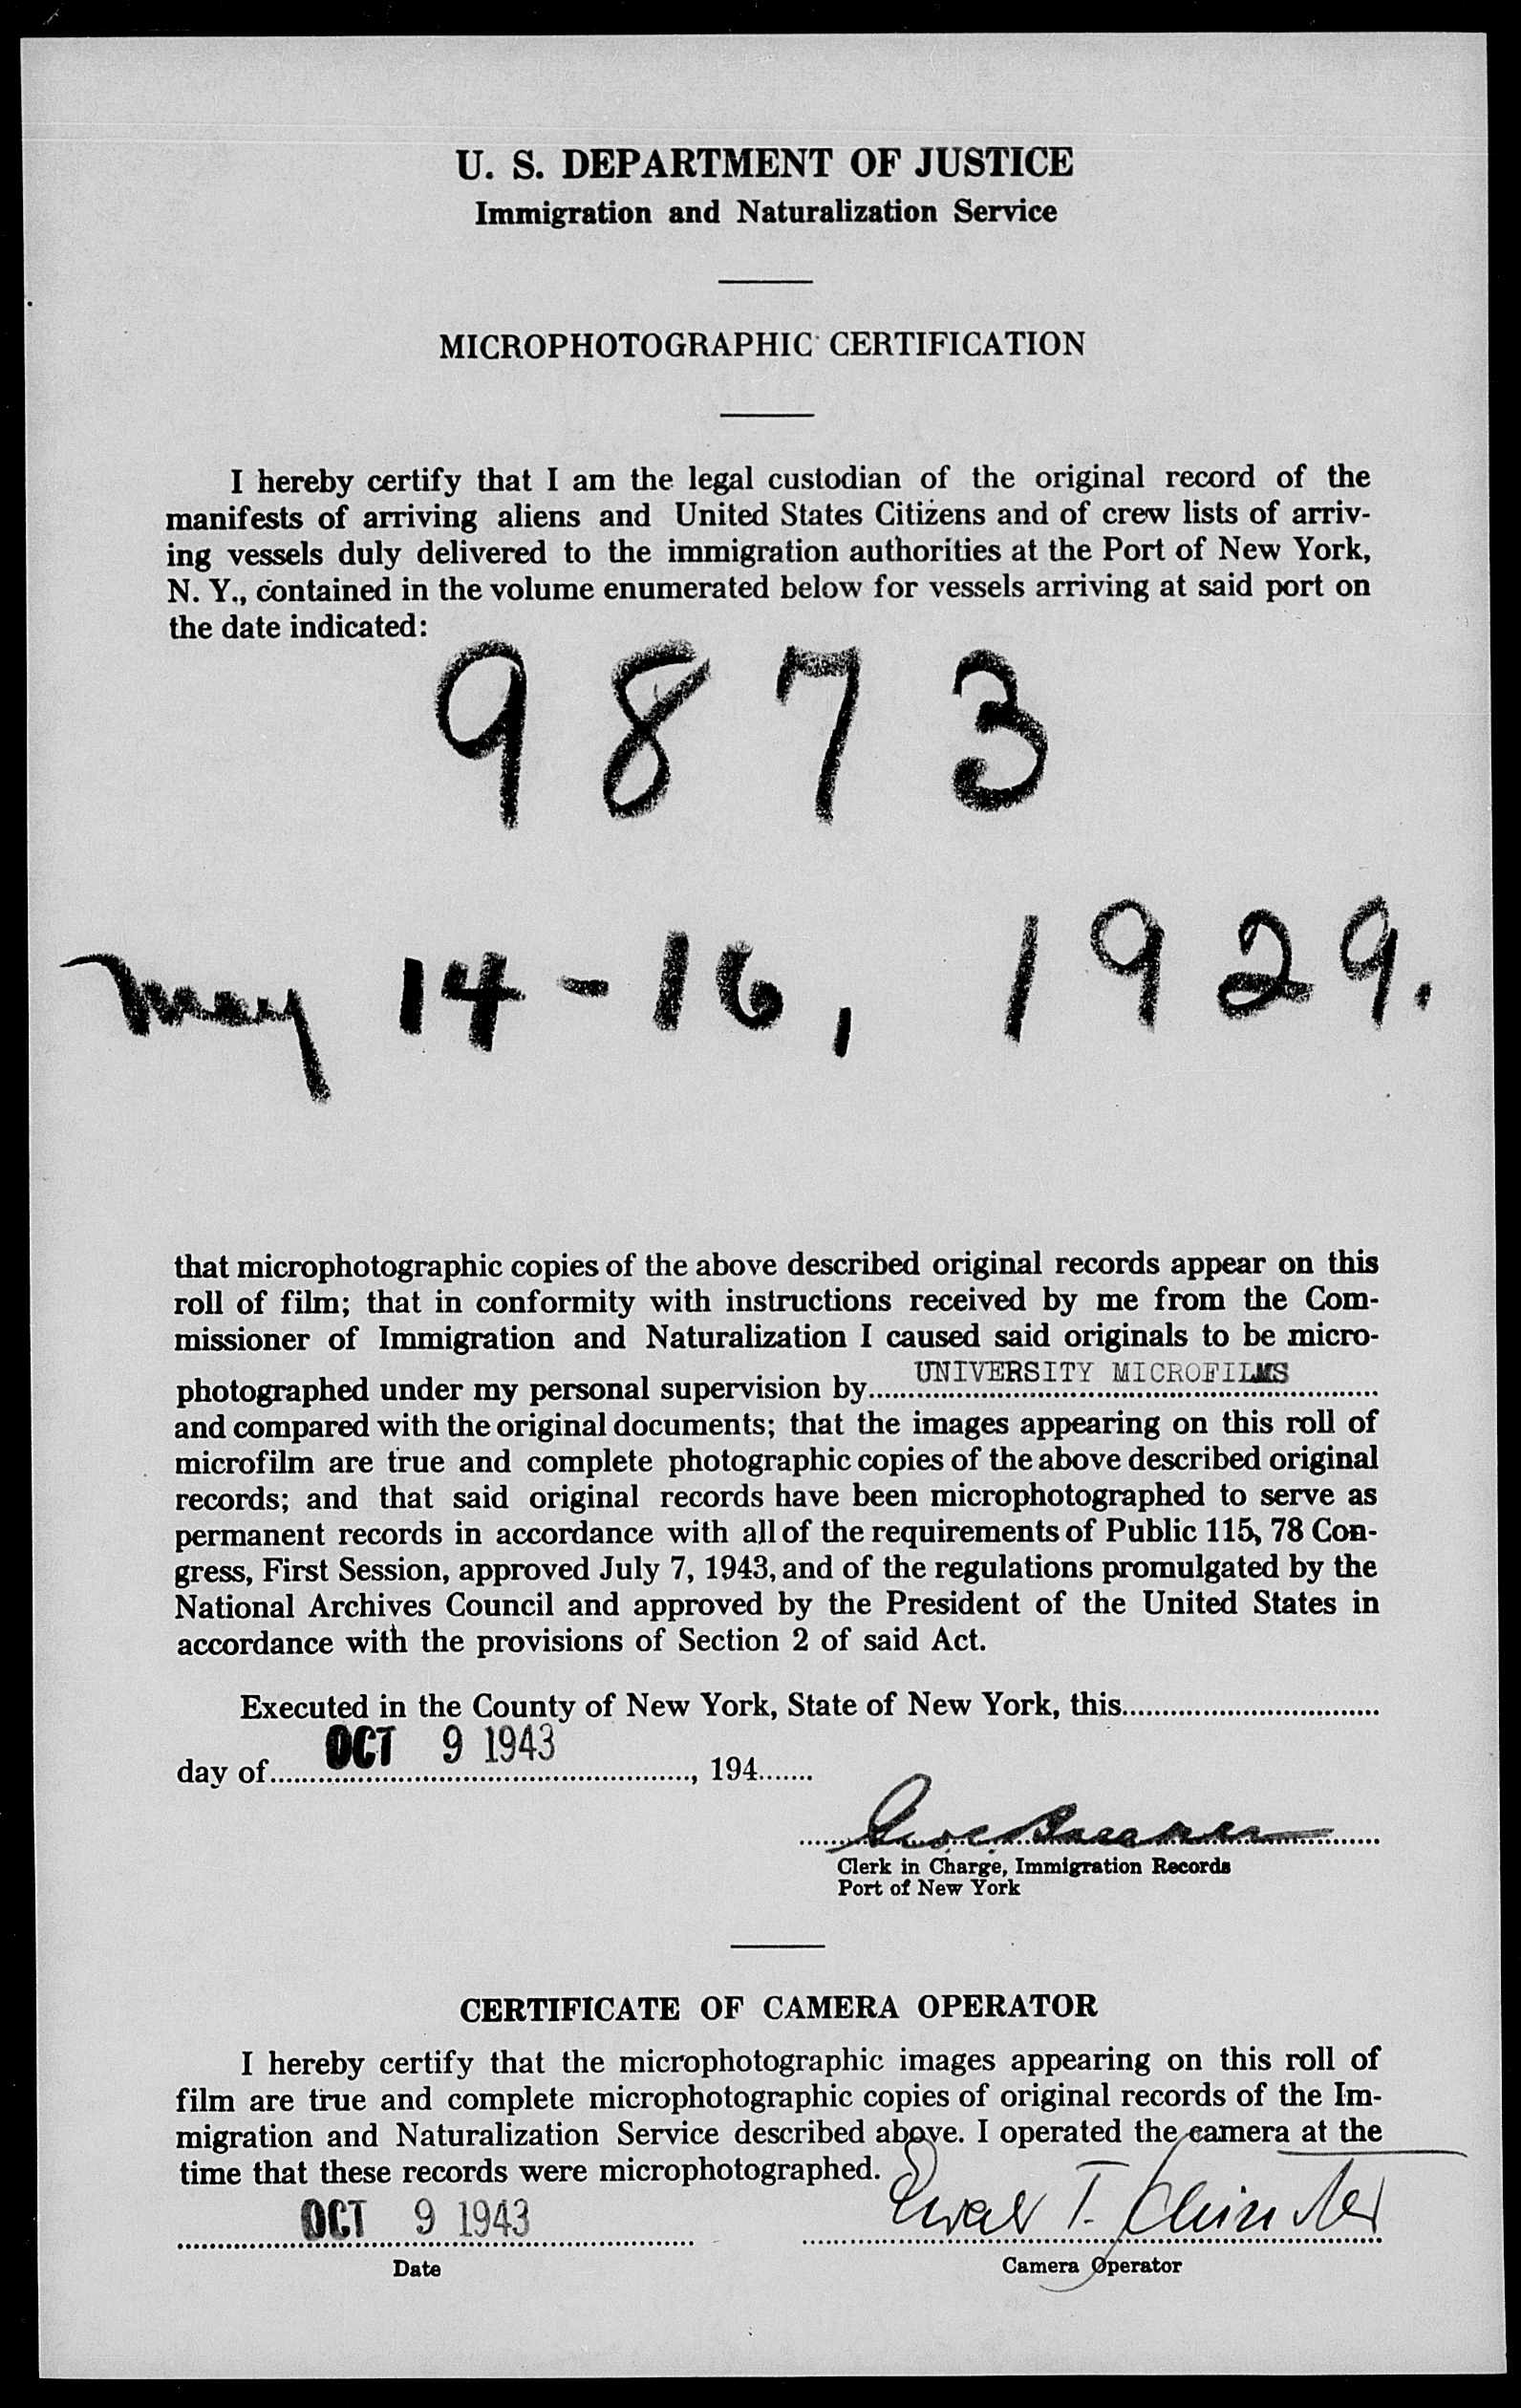 U. S. DEPARTMENT OF JUSTICE
Immigration and Naturalization Service
MICROPHOTOGRAPHIC CERTIFICATION
I hereby certify that I am the legal custodian of the original record of the
manifests of arriving aliens and United States Citizens and of crew lists of arriv-
ing vessels duly delivered to the immigration authorities at the Port of New York,
N. Y., contained in the volume enumerated below for vessels arriving at said port on
the date indicated:
9873
May 14-16, 1929.
that microphotographic copies of the above described original records appear on this
roll of film; that in conformity with instructions received by me from the Com-
missioner of Immigration and Naturalization I caused said originals to be micro-
photographed under my personal supervision by UNIVERSITY MICROFILMS
and compared with the original documents; that the images appearing on this roll of
microfilm are true and complete photographic copies of the above described original
records; and that said original records have been microphotographed to serve as
permanent records in accordance with all of the requirements of Public 115, 78 Con-
gress, First Session, approved July 7, 1943, and of the regulations promulgated by the
National Archives Council and approved by the President of the United States in
accordance with the provisions of Section 2 of said Act.
Executed in the County of New York, State of New York, this
day of OCT 9 1943, 194
Clerk in Charge, Immigration Records
Port of New York
CERTIFICATE OF CAMERA OPERATOR
I hereby certify that the microphotographic images appearing on this roll of
film are true and complete microphotographic copies of original records of the Im-
migration and Naturalization Service described above. I operated the camera at the
time that these records were microphotographed.
OCT 9 1943
Date
Camera Operator